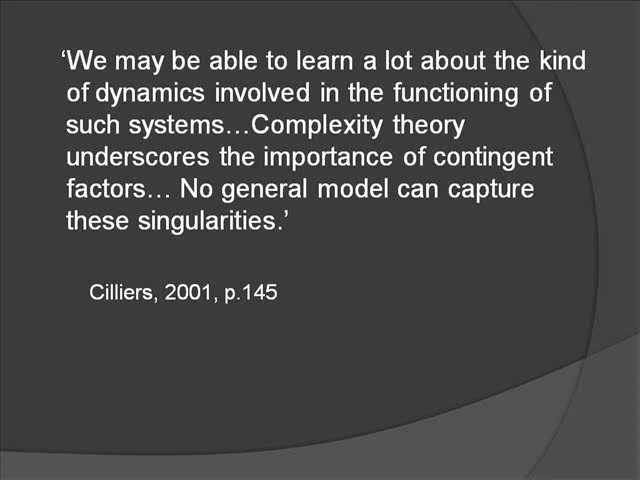 ‘We may be able to learn a lot about the kind
of dynamics involved in the functioning of
such systems…Complexity theory
underscores the importance of contingent
factors… No general model can capture
these singularities.’
Cilliers, 2001, p.145